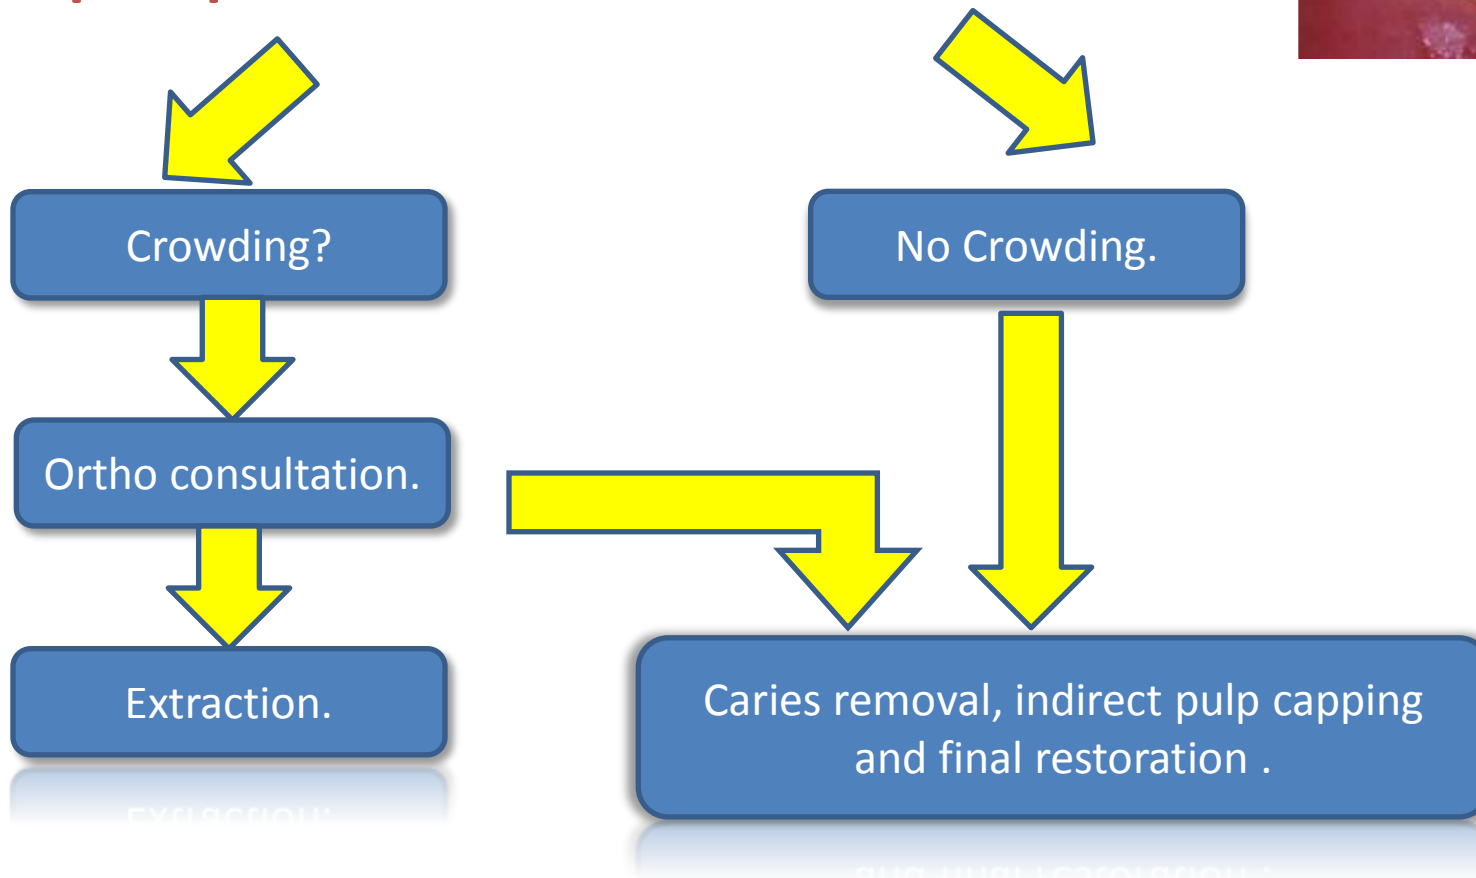 Crowding?
No Crowding.
Ortho consultation.
Extraction.
Caries removal, indirect pulp capping
and final restoration .